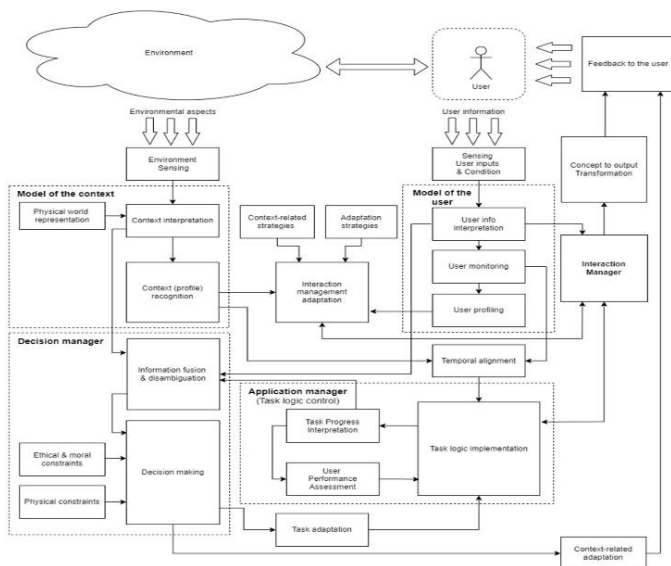 Environment
User
Feedback to the user
Environmental aspects
User information
Environment
Sensing
Sensing
User inputs
& Condition
Concept to output
Transformation
Model of the context
Model of the
user
Physical world
representation
Context interpretation
Context-related
strategies
Adaptation
strategies
User info
interpretation
Interaction
Manager
User monitoring
Context (profile)
recognition
Interaction
management
adaptation
User profiling
Decision manager
Temporal alignment
Information fusion
& disambiguation
Application manager
(Task logic control)
Task Progress
Interpretation
Task logic implementation
Ethical & moral
constraints
Decision making
User
Performance
Assessment
Physical constraints
Task adaptation
Context-related
adaptation